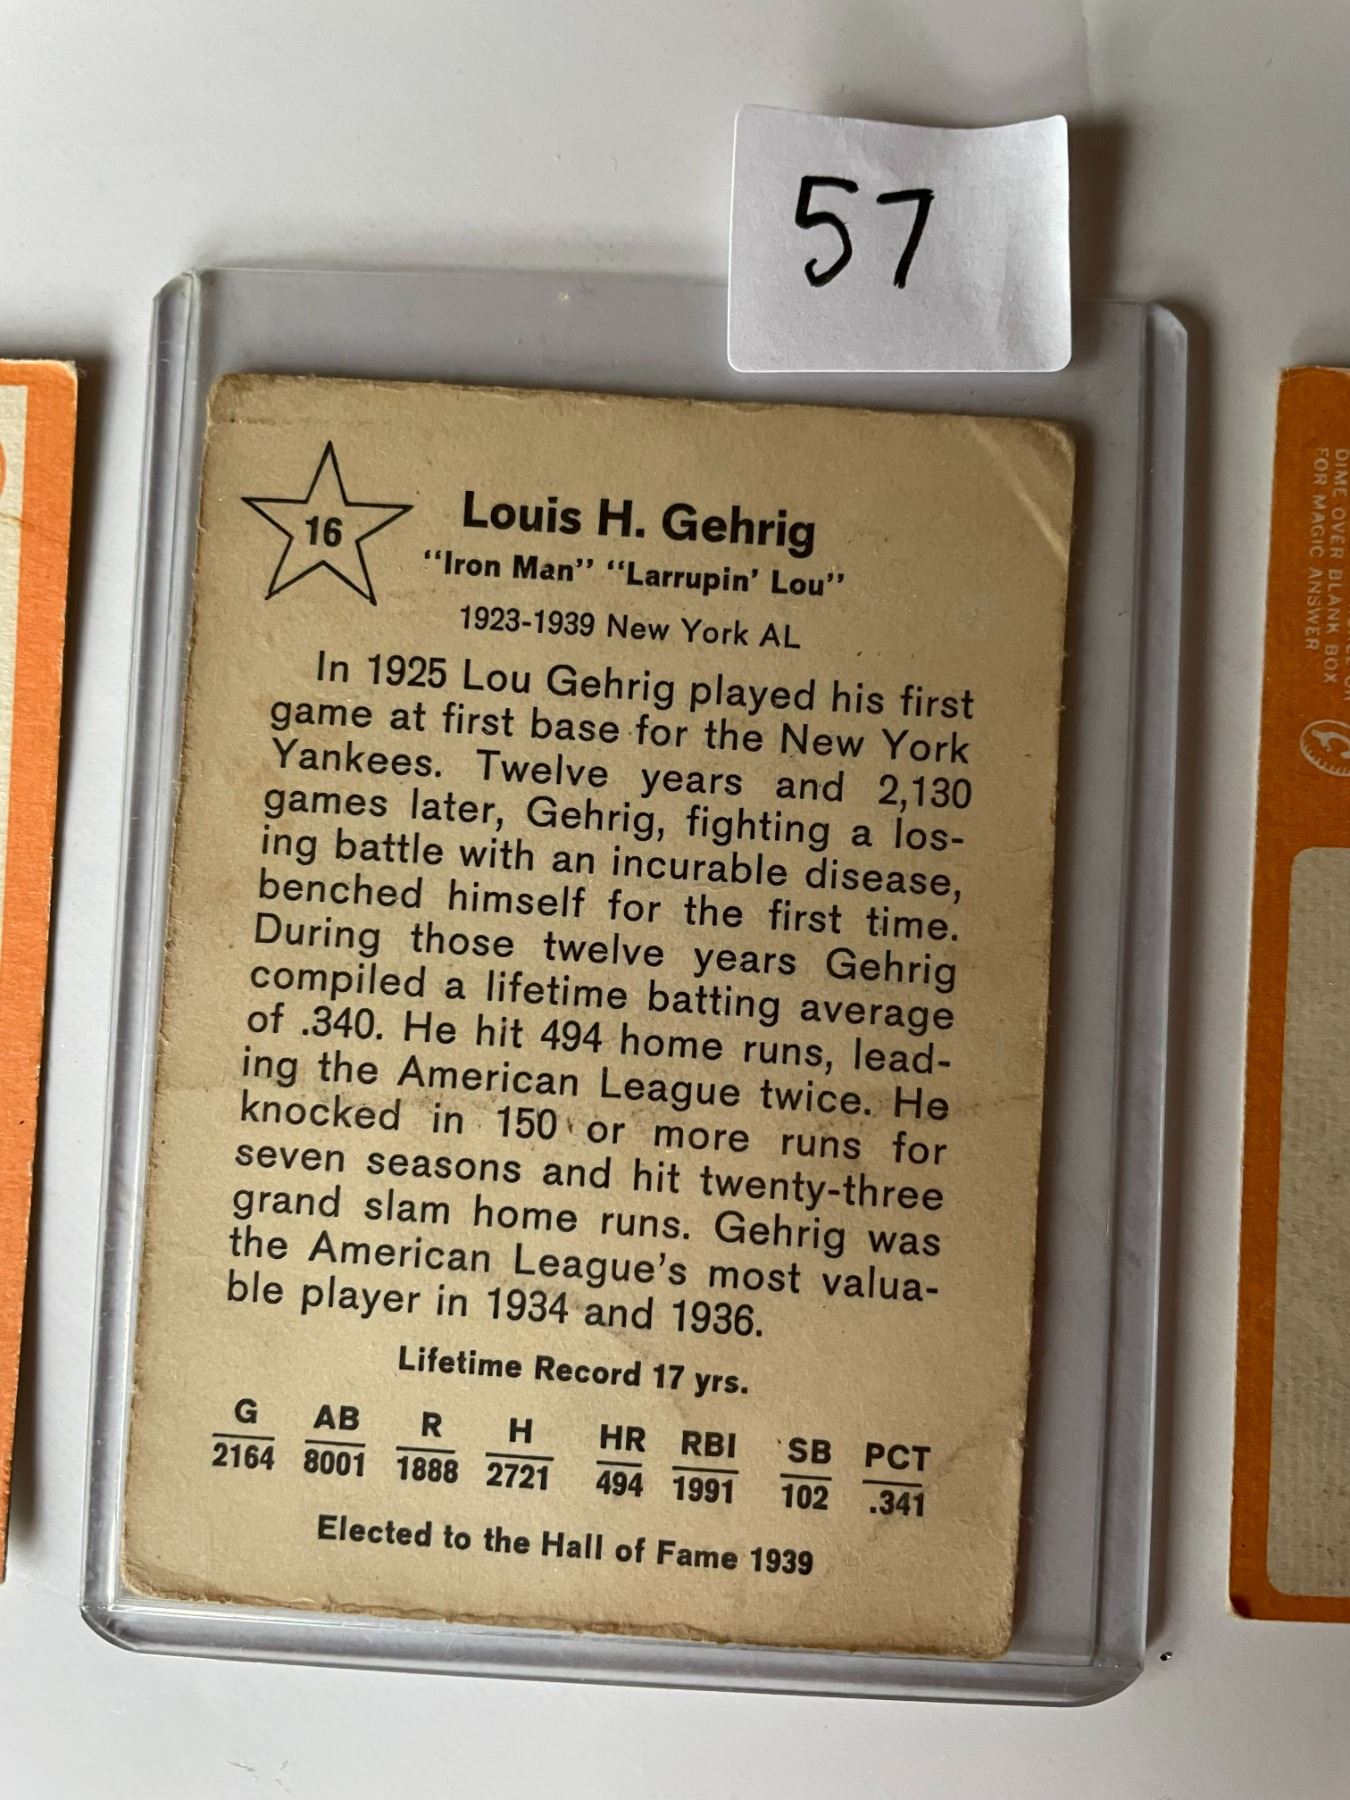 57
16
Louis H. Gehrig
“Iron Man” “Larrupin’ Lou”
1923-1939 New York AL
In 1925 Lou Gehrig played his first
game at first base for the New York
Yankees. Twelve years and 2,130
games later, Gehrig, fighting a los-
ing battle with an incurable disease,
benched himself for the first time.
During those twelve years Gehrig
compiled a lifetime batting average
of .340. He hit 494 home runs, lead-
ing the American League twice. He
knocked in 150 or more runs for
seven seasons and hit twenty-three
grand slam home runs. Gehrig was
the American League’s most valua-
ble player in 1934 and 1936.
Lifetime Record 17 yrs.
G AB R H HR RBI SB PCT
2164 8001 1888 2721 494 1991 102 .341
Elected to the Hall of Fame 1939
DIME OVER BLANK BOX
FOR MAGIC ANSWER